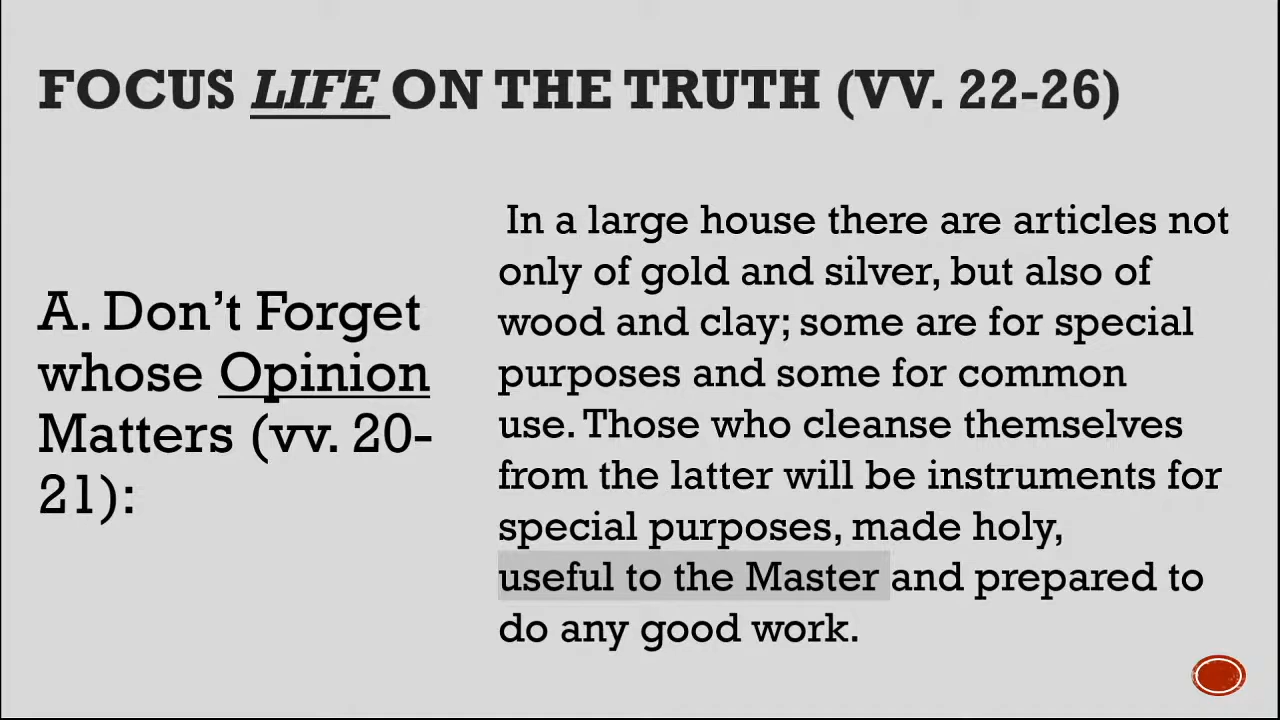 FOCUS LIFE ON THE TRUTH (VV. 22-26)
A. Don’t Forget
whose Opinion
Matters (vv. 20-
21):
In a large house there are articles not
only of gold and silver, but also of
wood and clay; some are for special
purposes and some for common
use. Those who cleanse themselves
from the latter will be instruments for
special purposes, made holy,
useful to the Master and prepared to
do any good work.